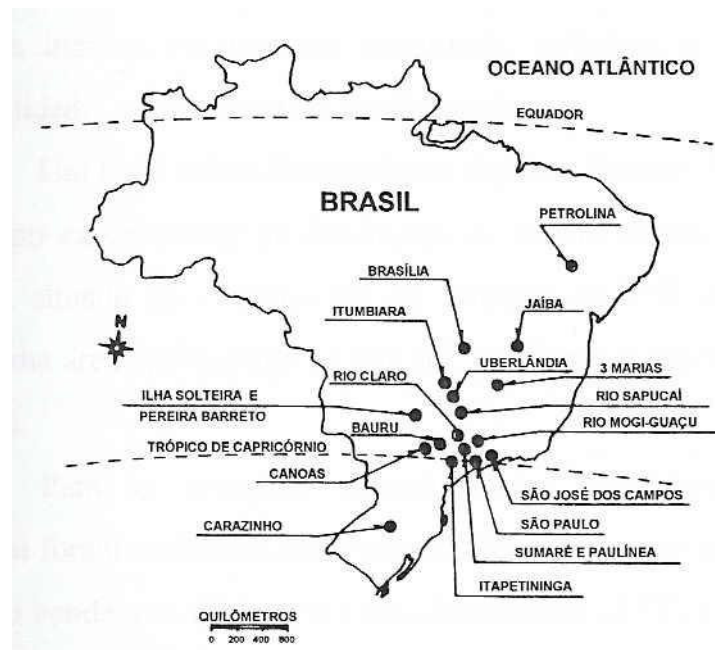 OCEANO ATLÂNTICO
EQUADOR
BRASIL
PETROLINA
BRASÍLIA
JAÍBA
ITUMBIARA
N
UBERLÂNDIA
3 MARIAS
RIO CLARO
ILHA SOLTEIRA E
PEREIRA BARRETO
RIO SAPUCAÍ
BAURU
RIO MOGI-GUAÇU
TRÓPICO DE CAPRICÓRNIO
CANOAS
SÃO JOSÉ DOS CAMPOS
CARAZINHO
SÃO PAULO
SUMARÉ E PAULÍNEA
ITAPETININGA
QUILÔMETROS
0 200 400 800